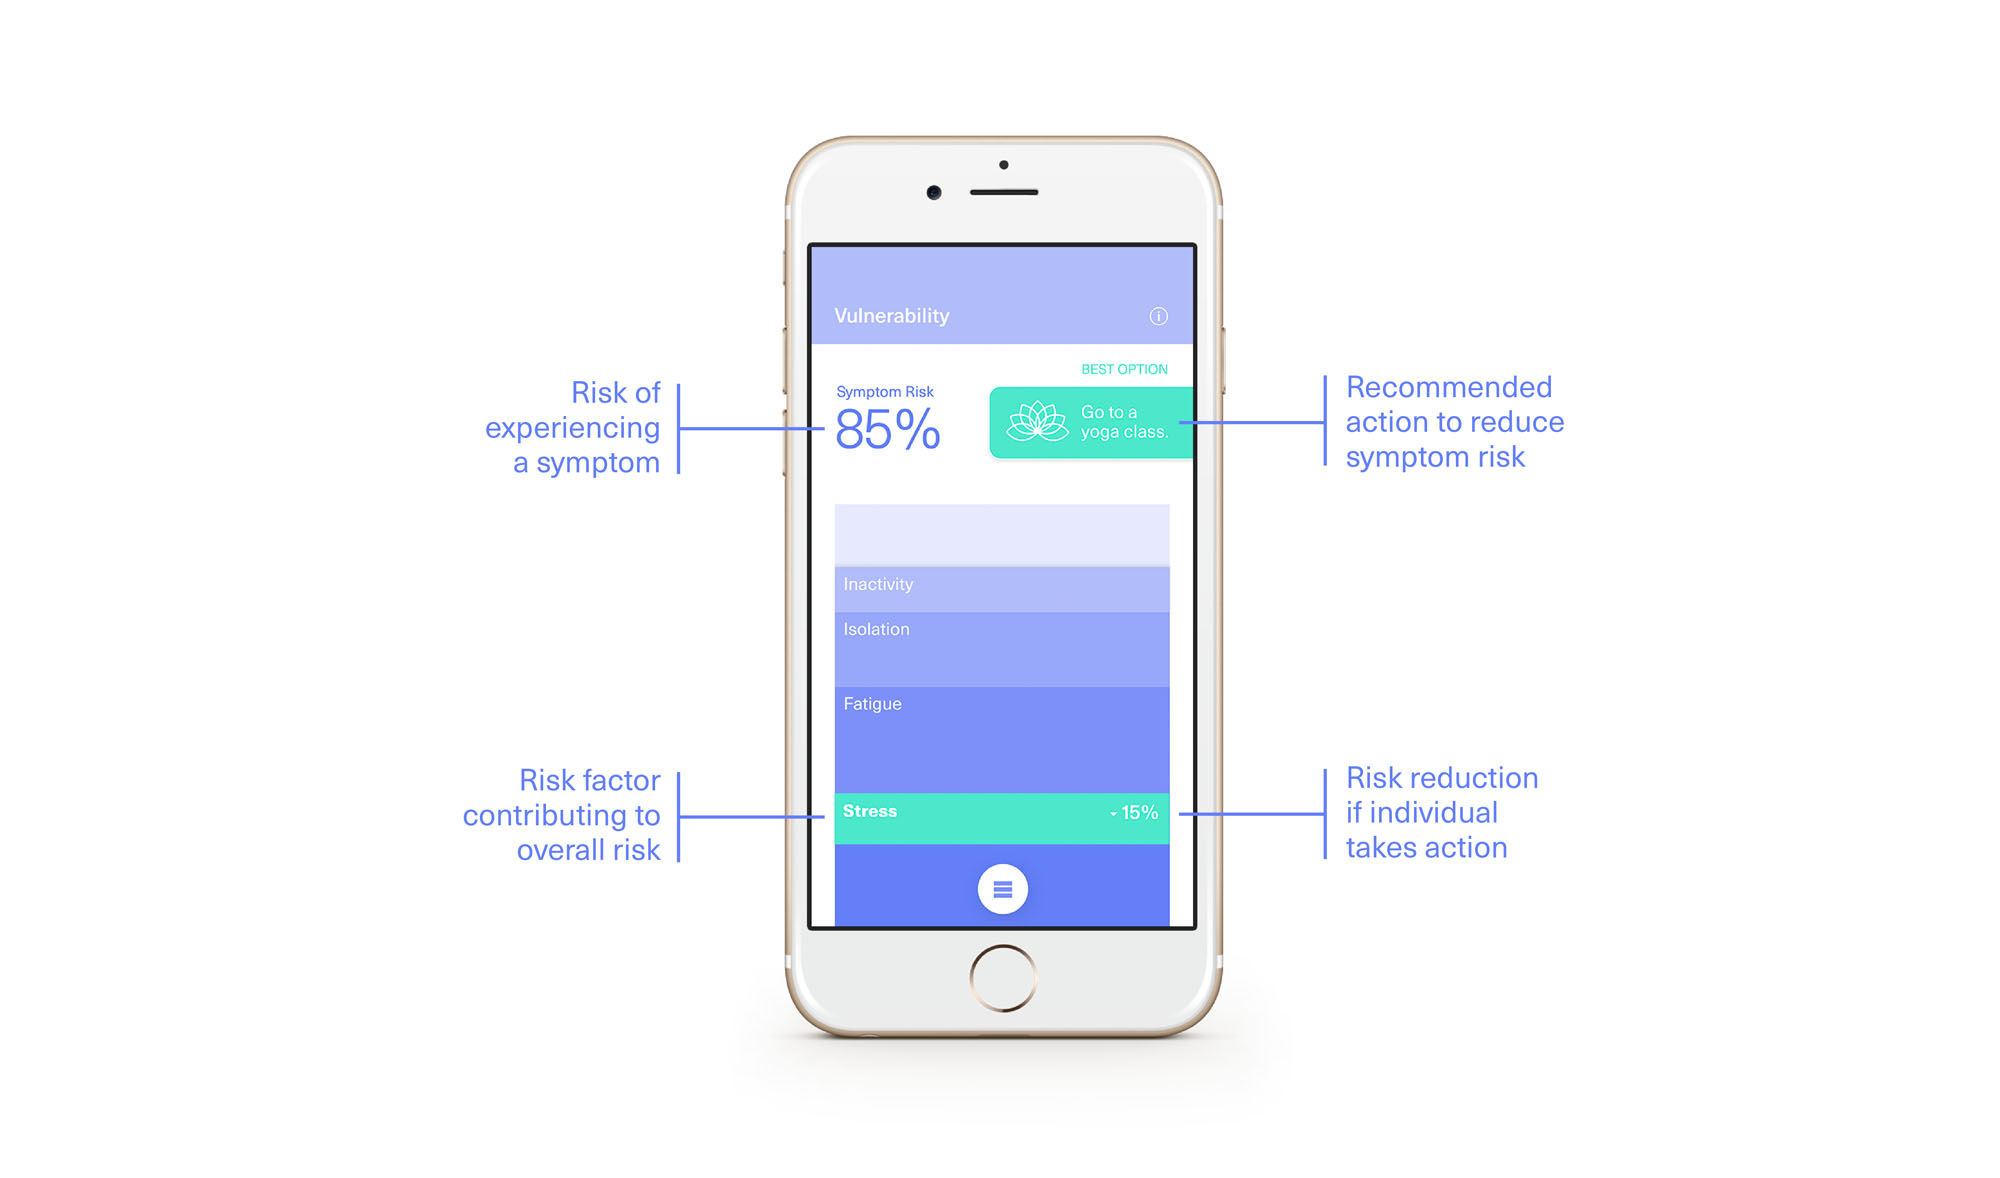 Vulnerability
BEST OPTION
Symptom Risk
85%
Go to a
yoga class.
Risk of
experiencing
a symptom
Recommended
action to reduce
symptom risk
Inactivity
Isolation
Fatigue
Stress
15%
Risk factor
contributing to
overall risk
Risk reduction
if individual
takes action